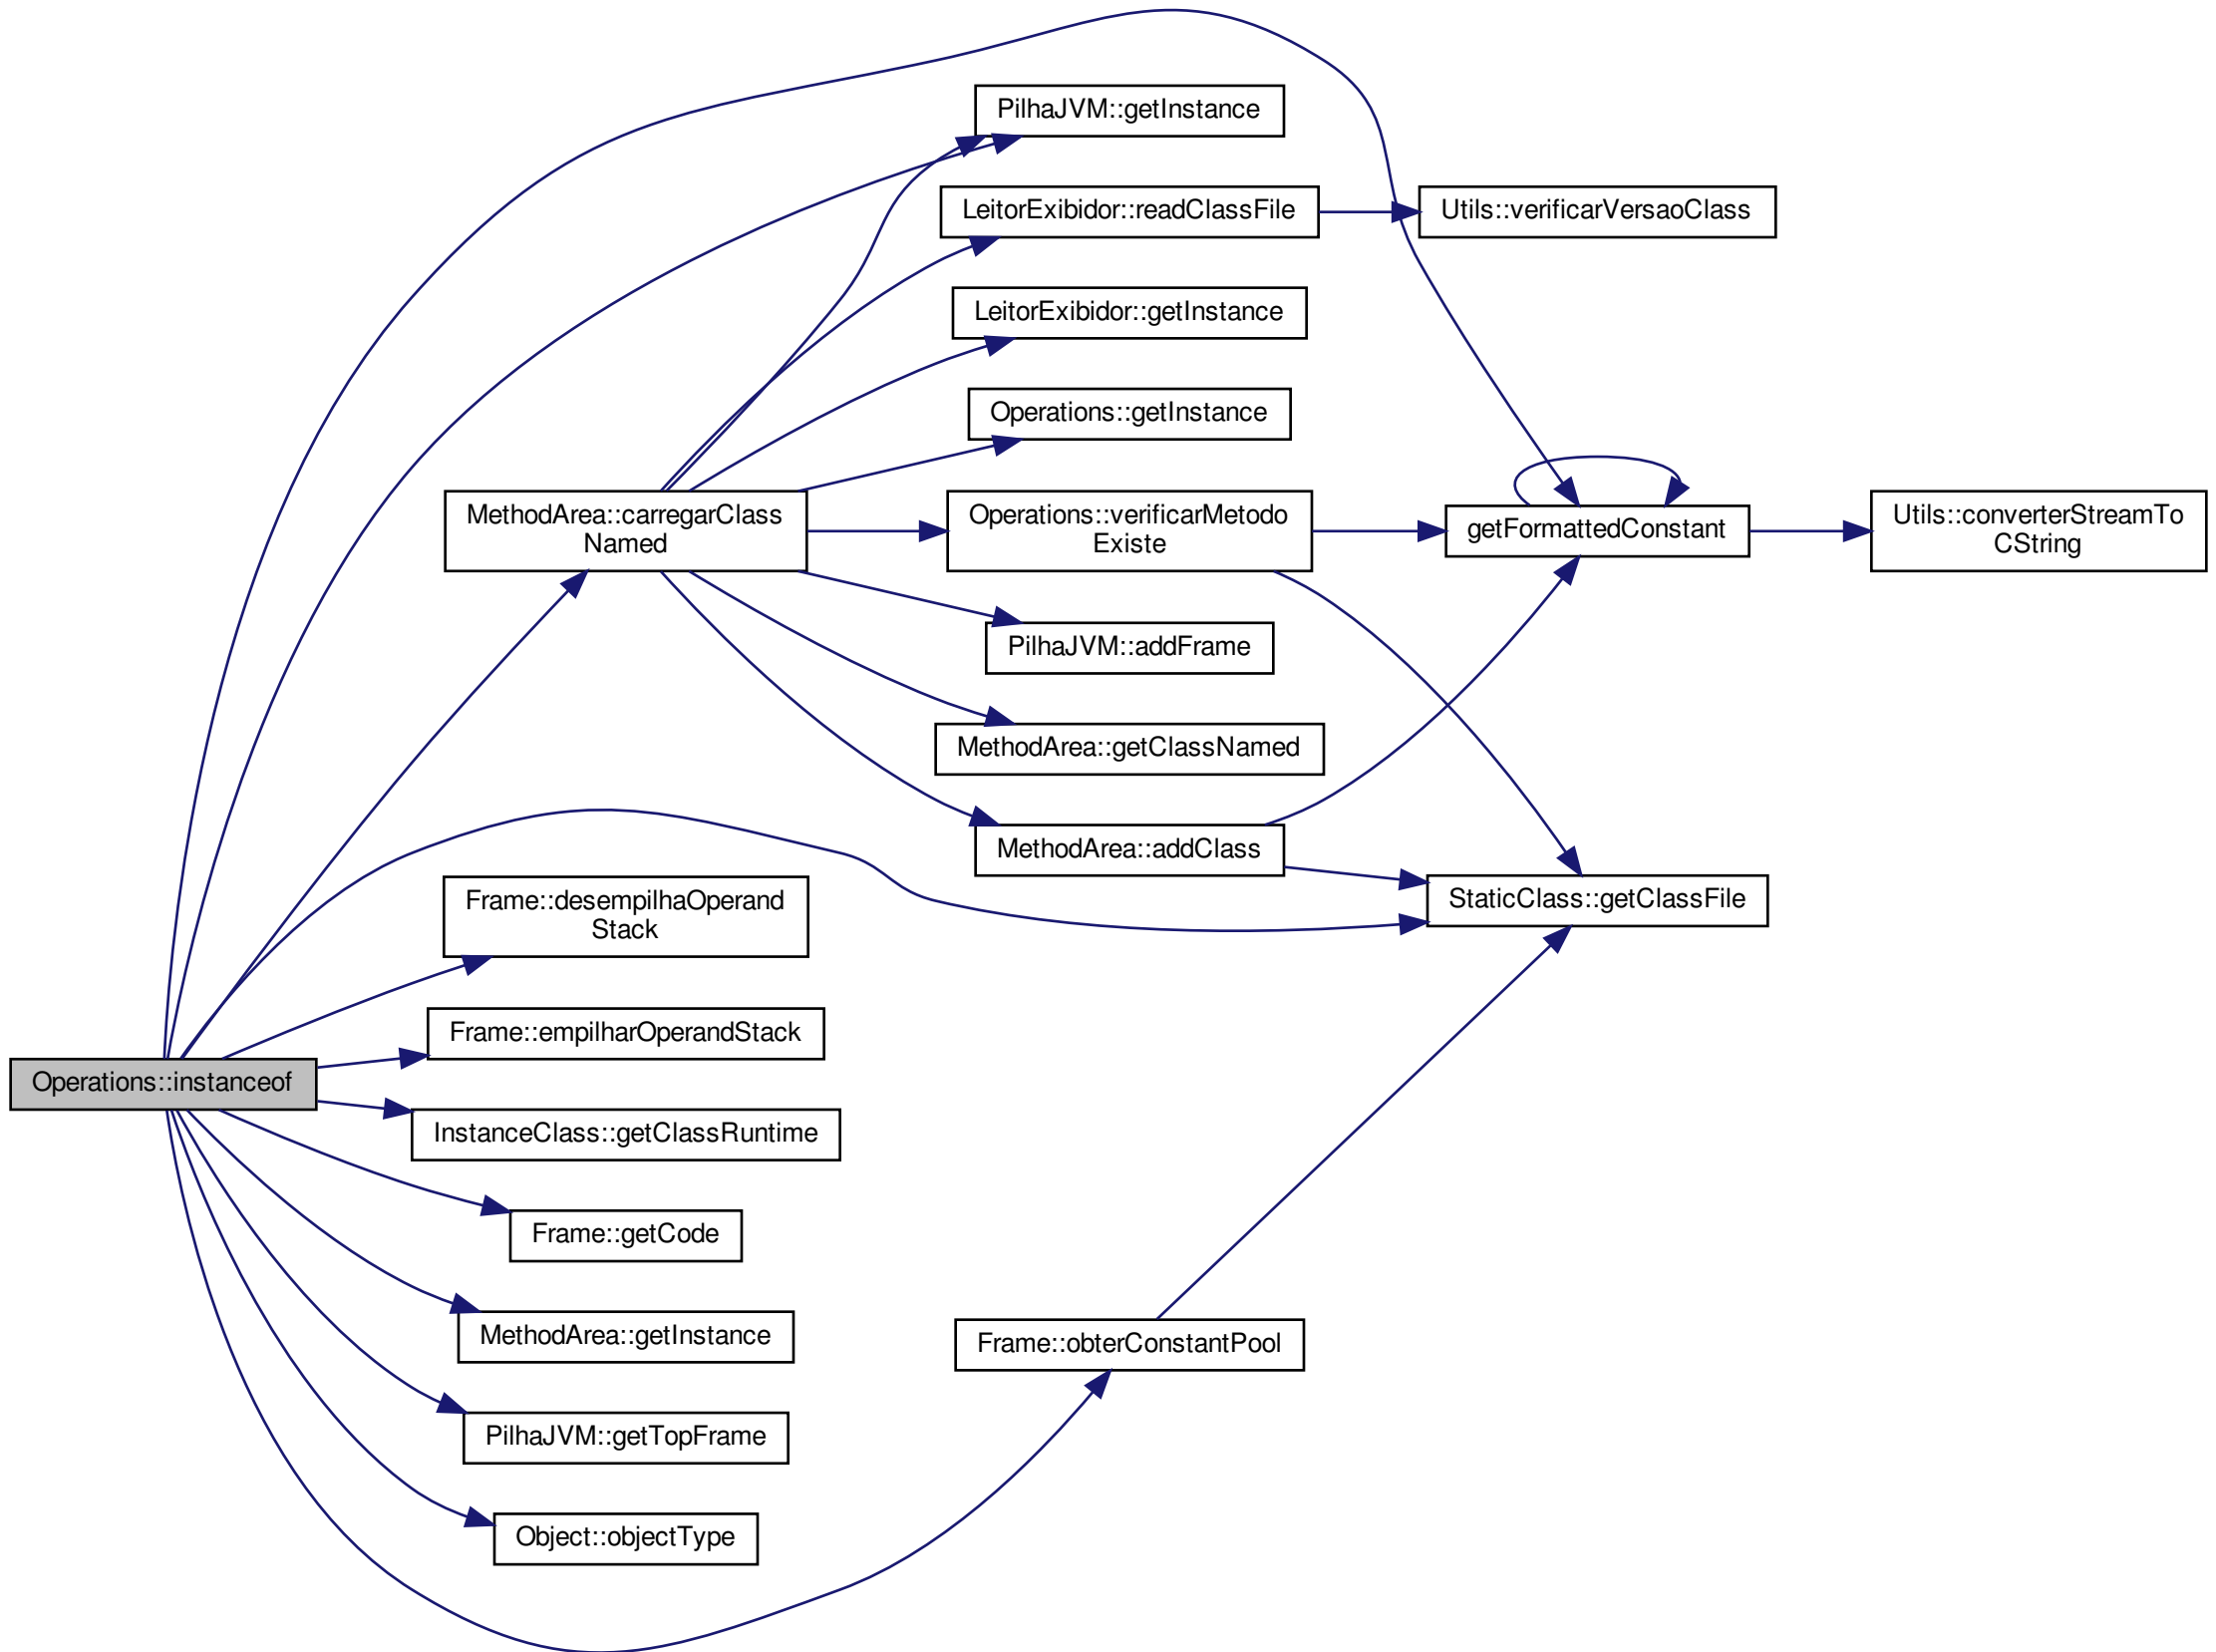 PilhaJVM::getInstance
LeitorExibidor::readClassFile
Utils::verificarVersaoClass
LeitorExibidor::getInstance
Operations::getInstance
MethodArea::carregarClass
Named
Operations::verificarMetodo
Existe
getFormattedConstant
Utils::converterStreamTo
CString
PilhaJVM::addFrame
MethodArea::getClassNamed
MethodArea::addClass
StaticClass::getClassFile
Frame::desempilhaOperand
Stack
Frame::empilharOperandStack
Operations::instanceof
InstanceClass::getClassRuntime
Frame::getCode
MethodArea::getInstance
Frame::obterConstantPool
PilhaJVM::getTopFrame
Object::objectType